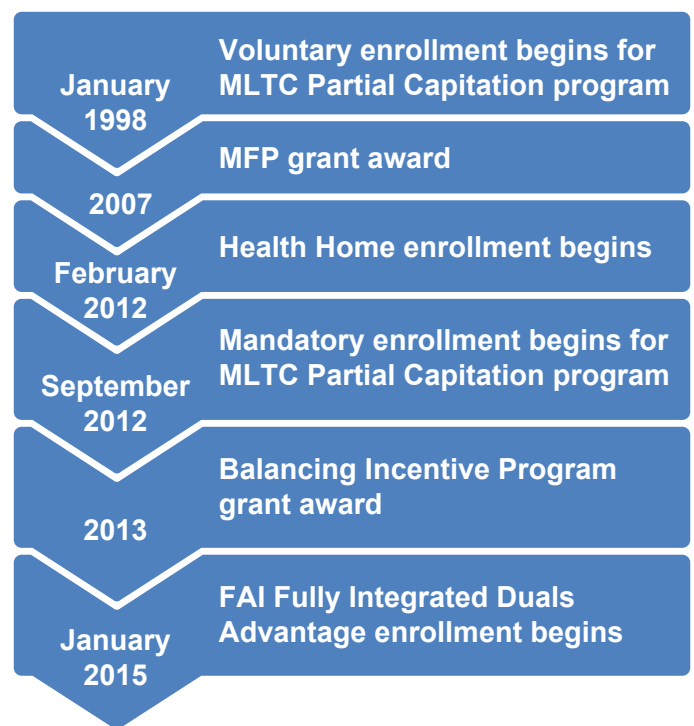 January
1998
Voluntary enrollment begins for
MLTC Partial Capitation program
2007
MFP grant award
February
2012
Health Home enrollment begins
September
2012
Mandatory enrollment begins for
MLTC Partial Capitation program
2013
Balancing Incentive Program
grant award
January
2015
FAI Fully Integrated Duals
Advantage enrollment begins